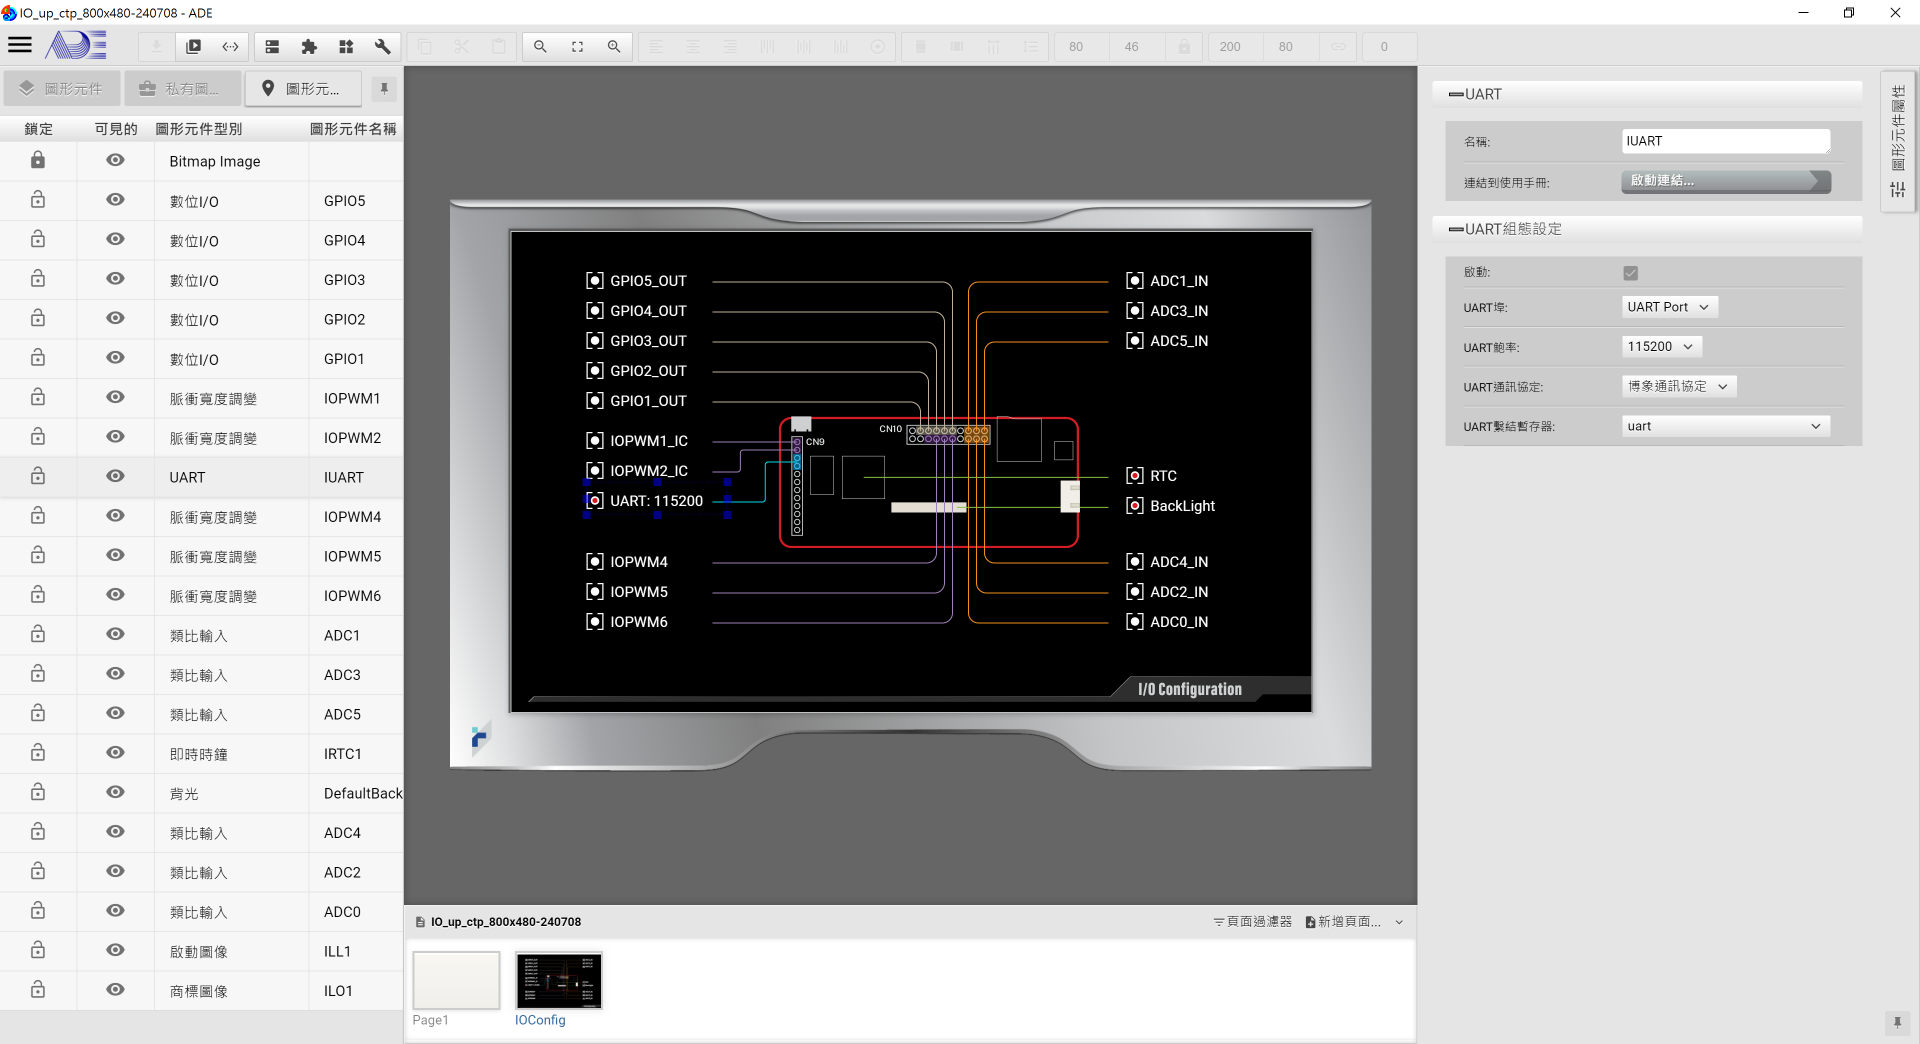 IO_up_ctp_800x480-240708 - ADE
ADE
80
46
200
80
0
圖形元件
私有圖...
圖形元...
鎖定
可見的
圖形元件型別
圖形元件名稱
Bitmap Image
數位I/O
GPIO5
數位I/O
GPIO4
數位I/O
GPIO3
數位I/O
GPIO2
數位I/O
GPIO1
脈衝寬度調變
IOPWM1
脈衝寬度調變
IOPWM2
UART
IUART
脈衝寬度調變
IOPWM4
脈衝寬度調變
IOPWM5
脈衝寬度調變
IOPWM6
類比輸入
ADC1
類比輸入
ADC3
類比輸入
ADC5
即時時鐘
IRTC1
背光
DefaultBack
類比輸入
ADC4
類比輸入
ADC2
類比輸入
ADC0
啟動圖像
ILL1
商標圖像
ILO1
GPIO5_OUT
GPIO4_OUT
GPIO3_OUT
GPIO2_OUT
GPIO1_OUT
IOPWM1_IC
IOPWM2_IC
UART: 115200
IOPWM4
IOPWM5
IOPWM6
CN9
CN10
ADC1_IN
ADC3_IN
ADC5_IN
RTC
BackLight
ADC4_IN
ADC2_IN
ADC0_IN
I/O Configuration
IO_up_ctp_800x480-240708
頁面過濾器
新增頁面...
Page1
IOConfig
UART
名稱:
IUART
連結到使用手冊:
啟動連結...
UART組態設定
啟動:
UART埠:
UART Port
UART鮑率:
115200
UART通訊協定:
博象通訊協定
UART繫結暫存器:
uart
圖形元件屬性